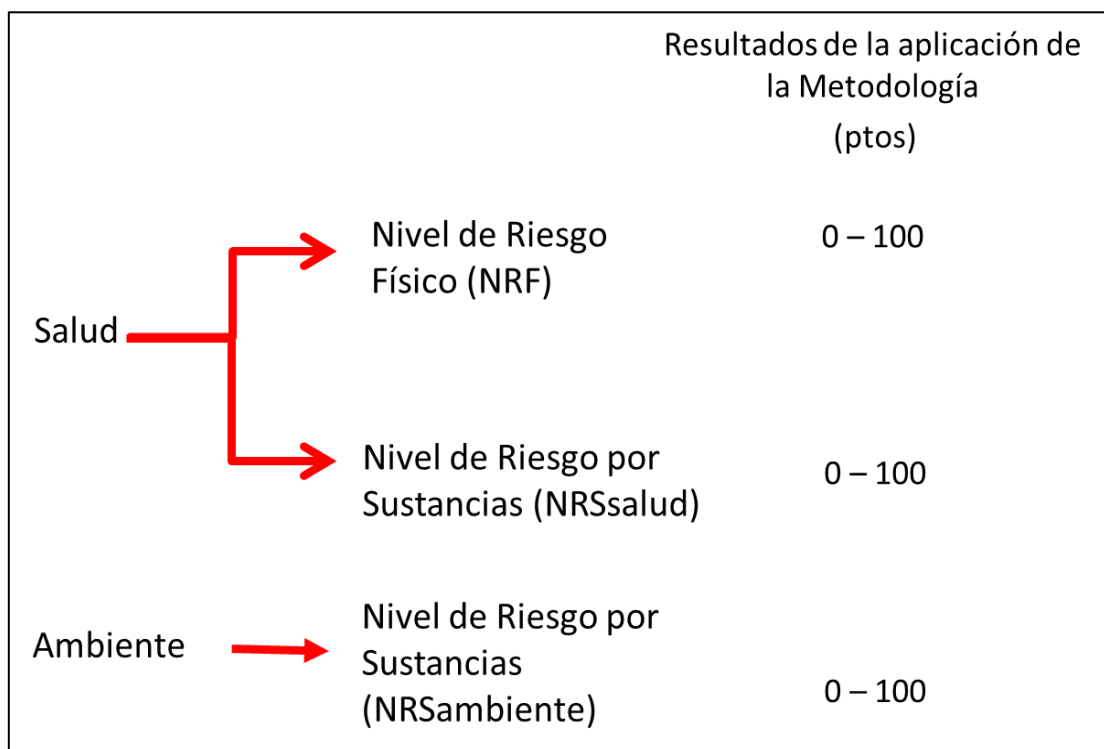 Resultados de la aplicación de
la Metodología
(ptos)
Nivel de Riesgo
Físico (NRF)
0 – 100
Salud
Nivel de Riesgo por
Sustancias (NRSsalud)
0 – 100
Ambiente
Nivel de Riesgo por
Sustancias
(NRSambiente)
0 – 100